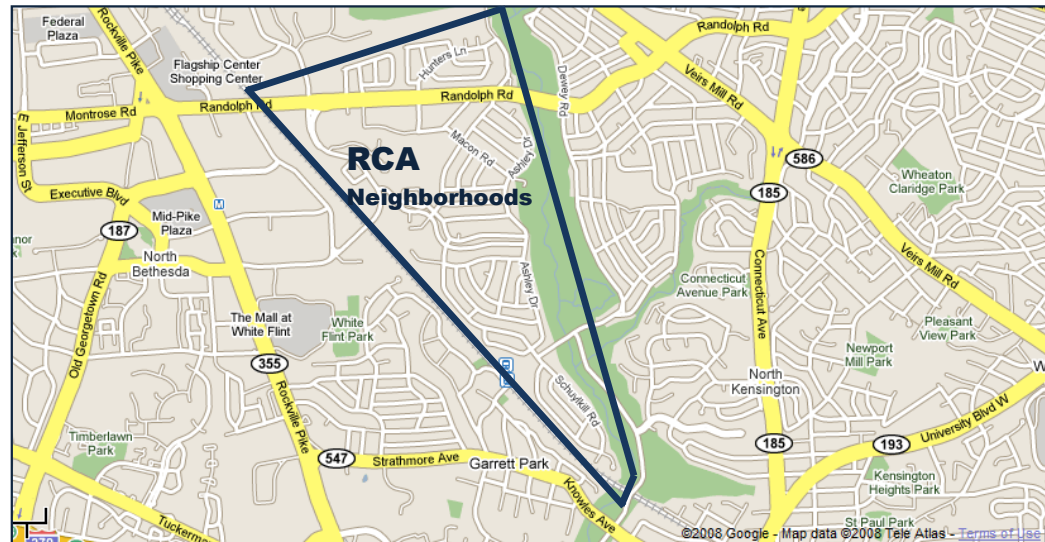 Federal
Plaza
Rockville Pike
Flagship Center
Shopping Center
Hunters Ln
Randolph Rd
Veirs Mill Rd
Dewey Rd
Montrose Rd
Randolph Rd
Randolph Rd
E Jefferson St
Macon Rd
Ashley Dr
586
RCA
Neighborhoods
Wheaton
Claridge Park
Executive Blvd
185
M
Mid-Pike
Plaza
187
North
Bethesda
Old Georgetown Rd
Ashley Dr
Connecticut
Avenue Park
Connecticut Ave
Veirs Mill Rd
The Mall at
White Flint
White
Flint Park
Pleasant
View Park
Newport
Mill Park
355
Rockville Pike
Schuylkill Rd
North
Kensington
W
University Blvd W
Timberlawn
Park
547
Strathmore Ave
Garrett Park
Knowles Ave
185
193
Kensington
Heights Park
St Paul Park
Tuckerm
270
©2008 Google - Map data ©2008 Tele Atlas - Terms of Use